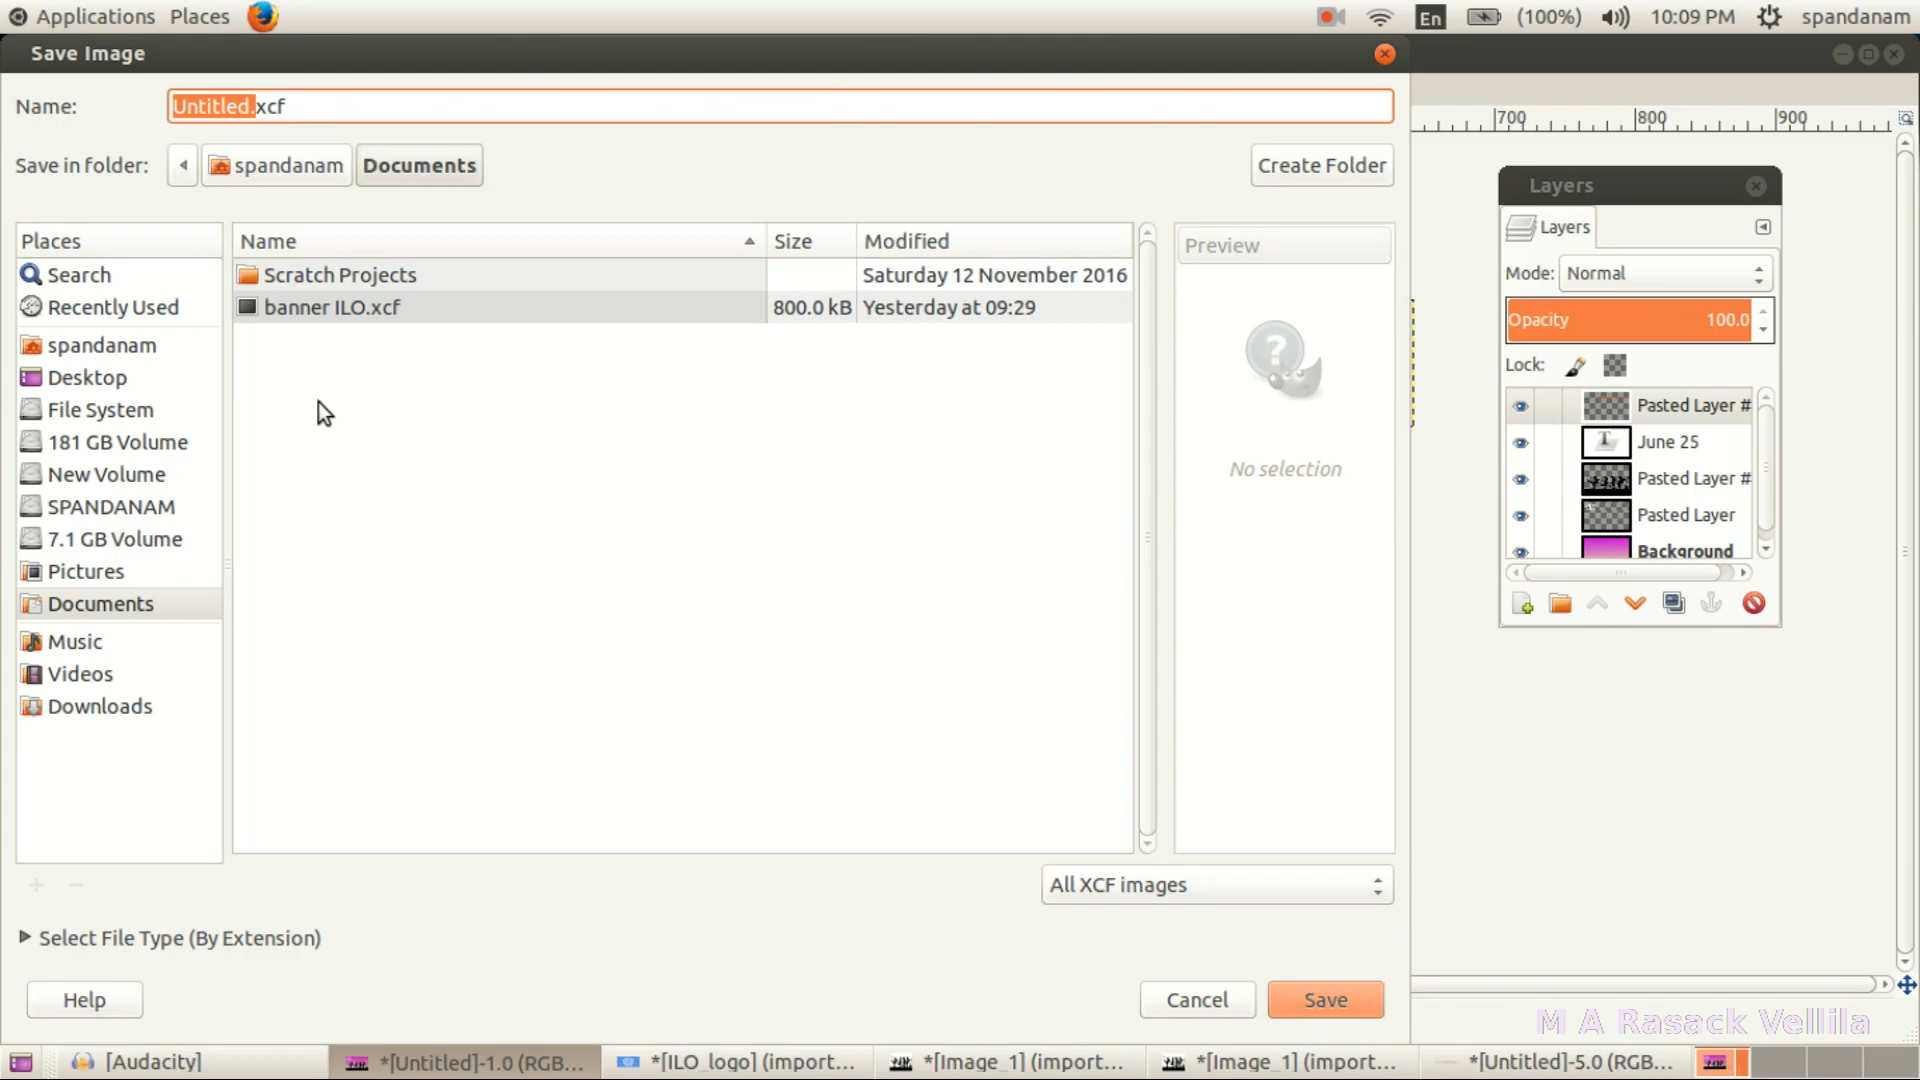 Applications Places
En (100%) 10:09 PM spandanam
Save Image
Name: Untitled.xcf
Save in folder: spandanam Documents Create Folder
Places
Search
Recently Used
spandanam
Desktop
File System
181 GB Volume
New Volume
SPANDANAM
7.1 GB Volume
Pictures
Documents
Music
Videos
Downloads
Name Size Modified
Scratch Projects Saturday 12 November 2016
banner ILO.xcf 800.0 kB Yesterday at 09:29
Preview
No selection
All XCF images
Select File Type (By Extension)
Help Cancel Save
700 800 900
Layers
Layers
Mode: Normal
Opacity 100.0
Lock:
Pasted Layer #
T June 25
Pasted Layer #
Pasted Layer
Background
M A Rasack Vellila
[Audacity] *[Untitled]-1.0 (RGB... *[ILO_logo] (import... *[Image_1] (import... *[Image_1] (import... *[Untitled]-5.0 (RGB...